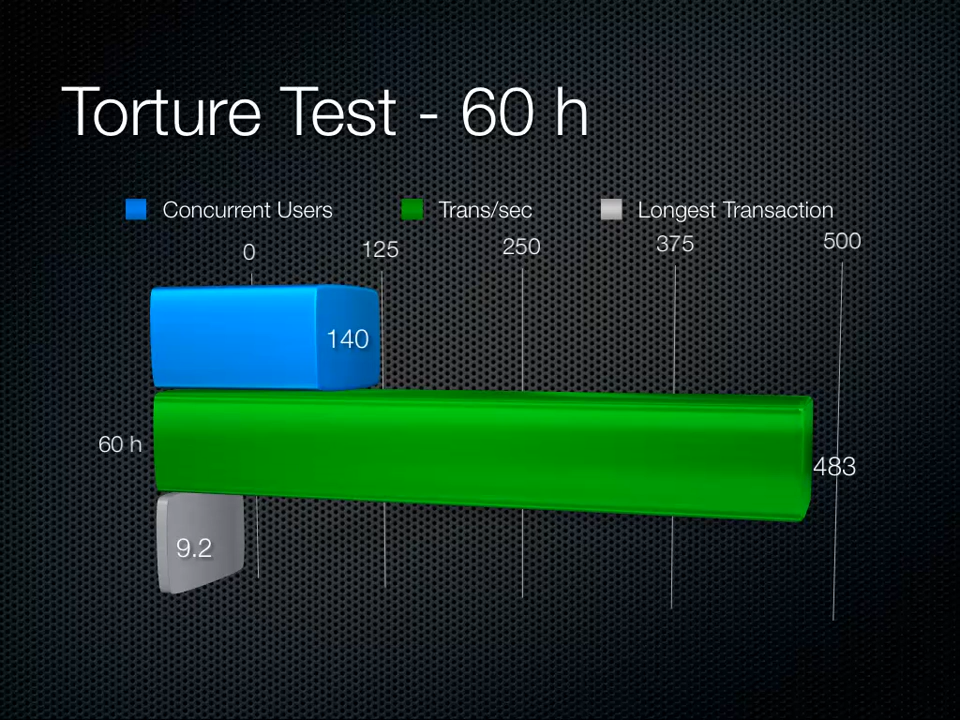 Torture Test - 60 h
Concurrent Users
Trans/sec
Longest Transaction
0
125
250
375
500
140
60 h
483
9.2